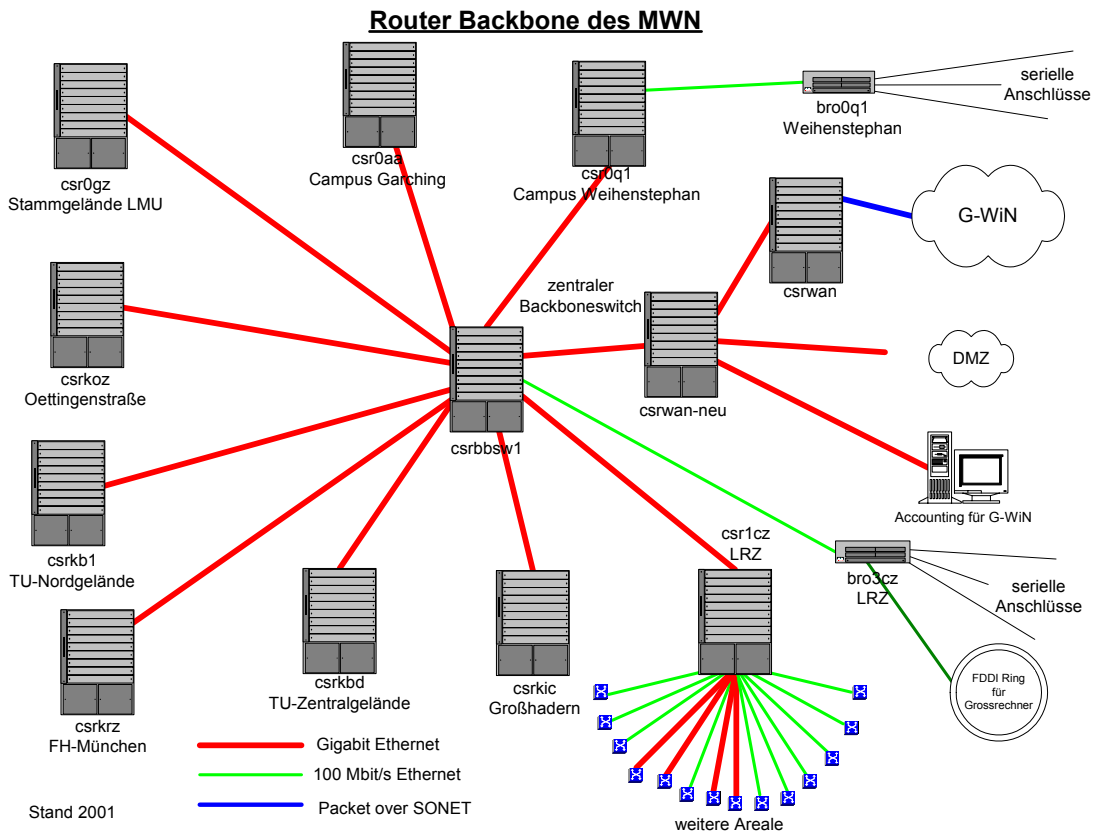 Router Backbone des MWN
csr0gz
Stammgelände LMU
csr0aa
Campus Garching
csr0q1
Campus Weihenstephan
bro0q1
Weihenstephan
serielle
Anschlüsse
G-WiN
csrwan
zentraler
Backboneswitch
csrwan-neu
DMZ
csrkoz
Oettingenstraße
csrbbsw1
Accounting für G-WiN
csrkb1
TU-Nordgelände
csr1cz
LRZ
bro3cz
LRZ
serielle
Anschlüsse
csrkrz
FH-München
csrkbd
TU-Zentralgelände
csrkic
Großhadern
FDDI Ring
für
Grossrechner
Gigabit Ethernet
100 Mbit/s Ethernet
Packet over SONET
weitere Areale
Stand 2001